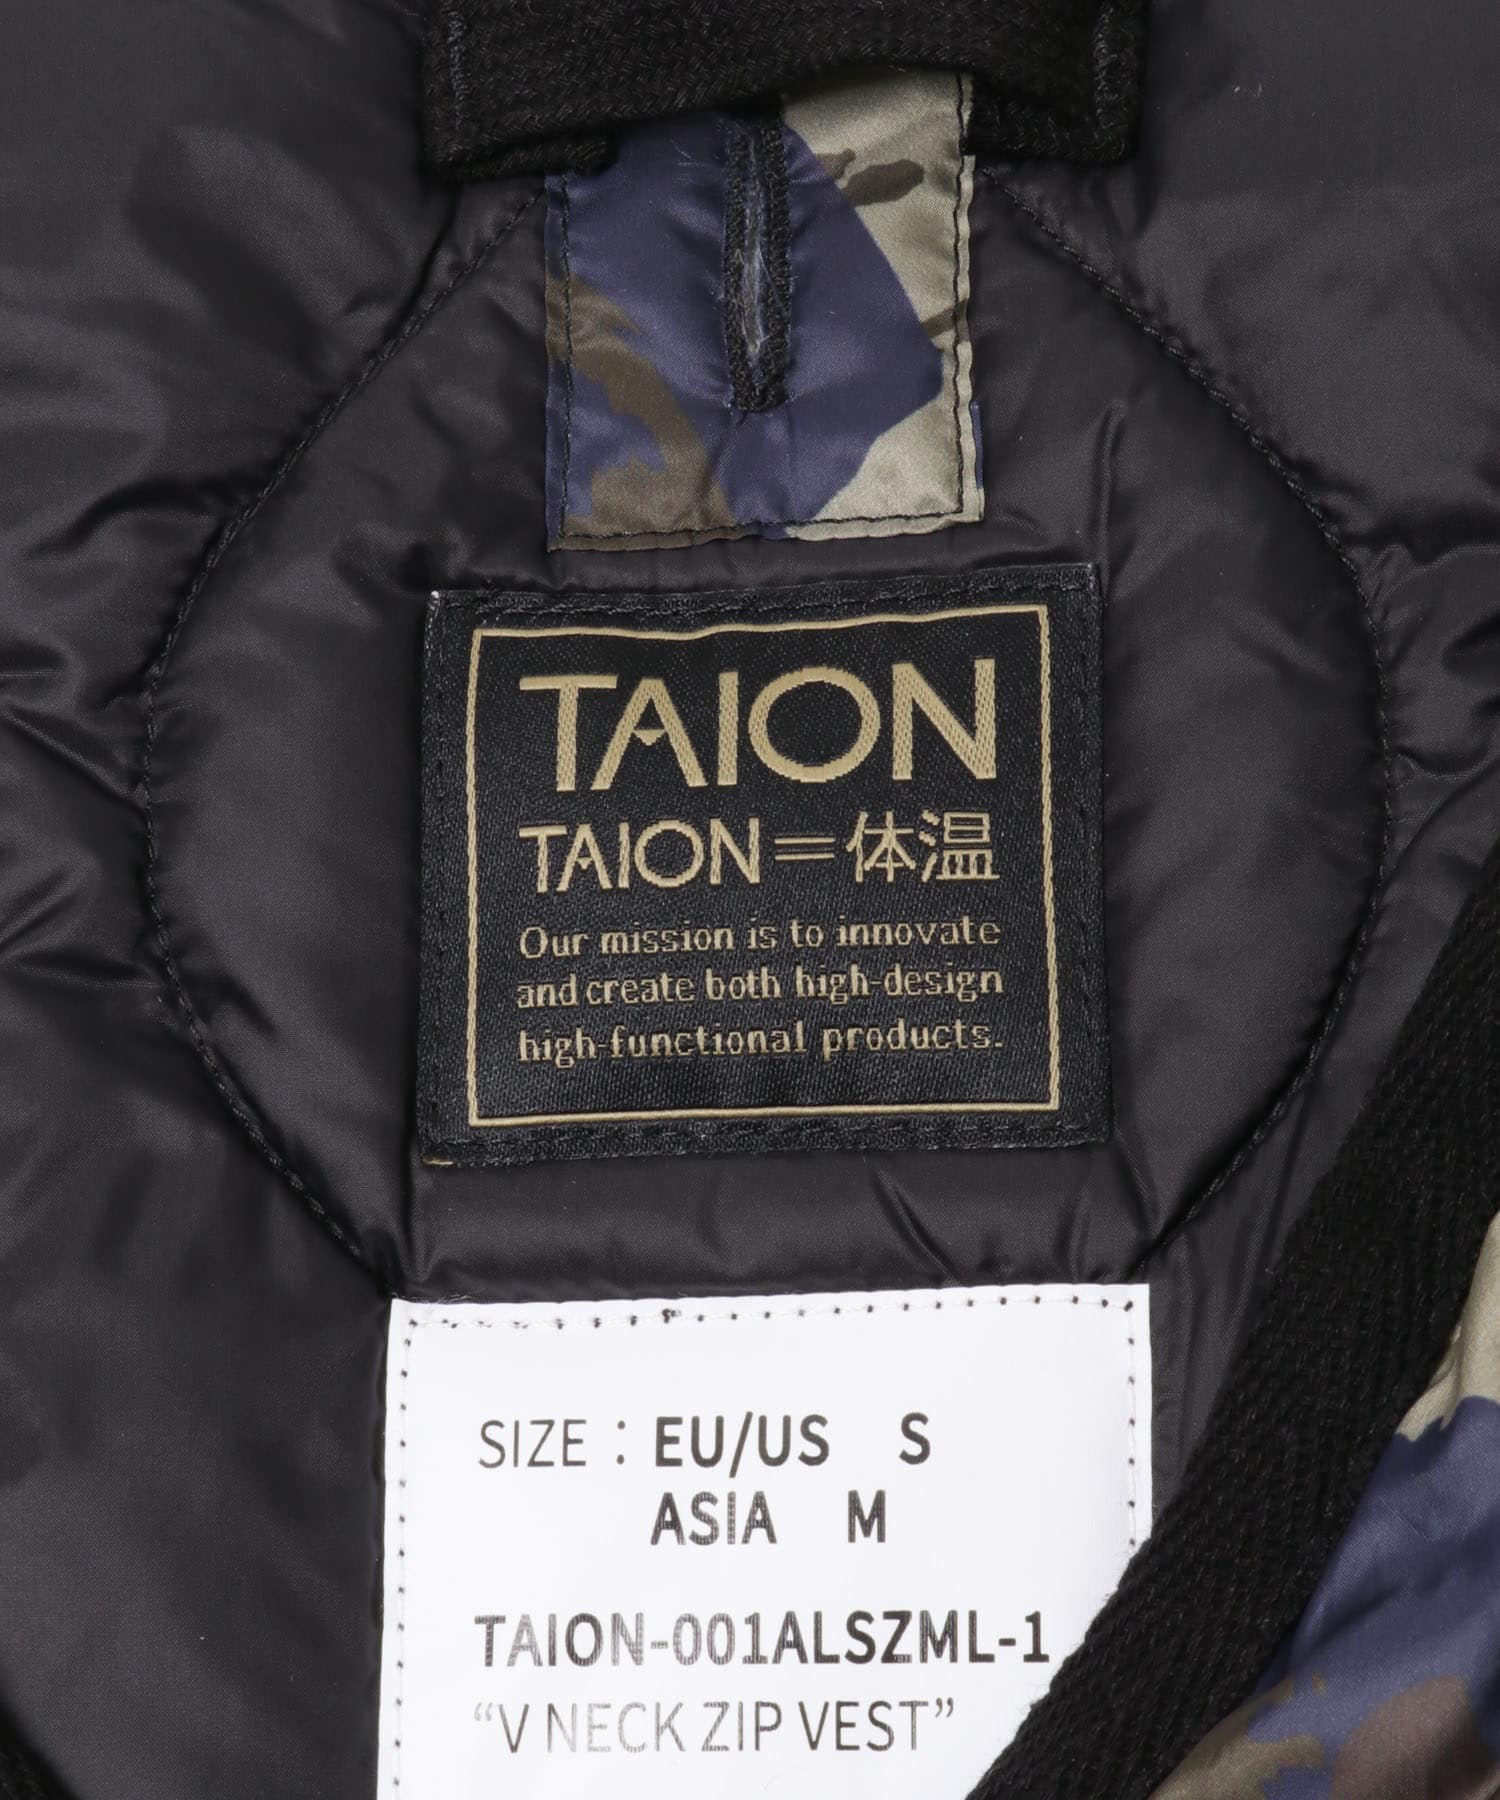 TAION
TAION=体温
Our mission is to innovate
and create both high-design
high-functional products.
SIZE : EU/US S
ASIA M
TAION-001ALSZML-1
“V NECK ZIP VEST”